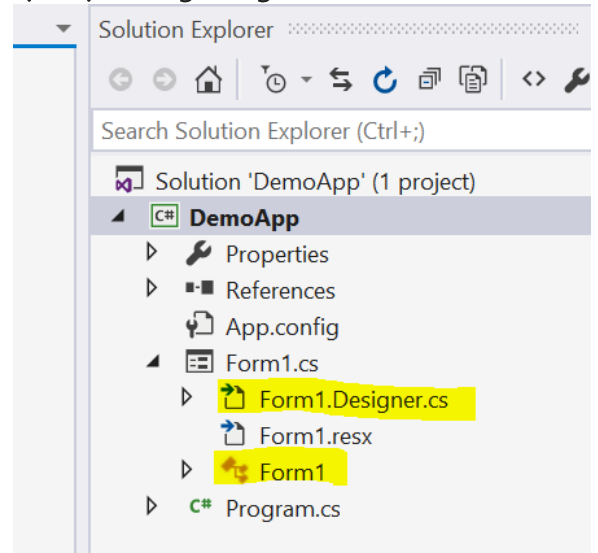 Solution Explorer
Search Solution Explorer (Ctrl+;)
Solution 'DemoApp' (1 project)
C# DemoApp
Properties
References
App.config
Form1.cs
Form1.Designer.cs
Form1.resx
Form1
C# Program.cs